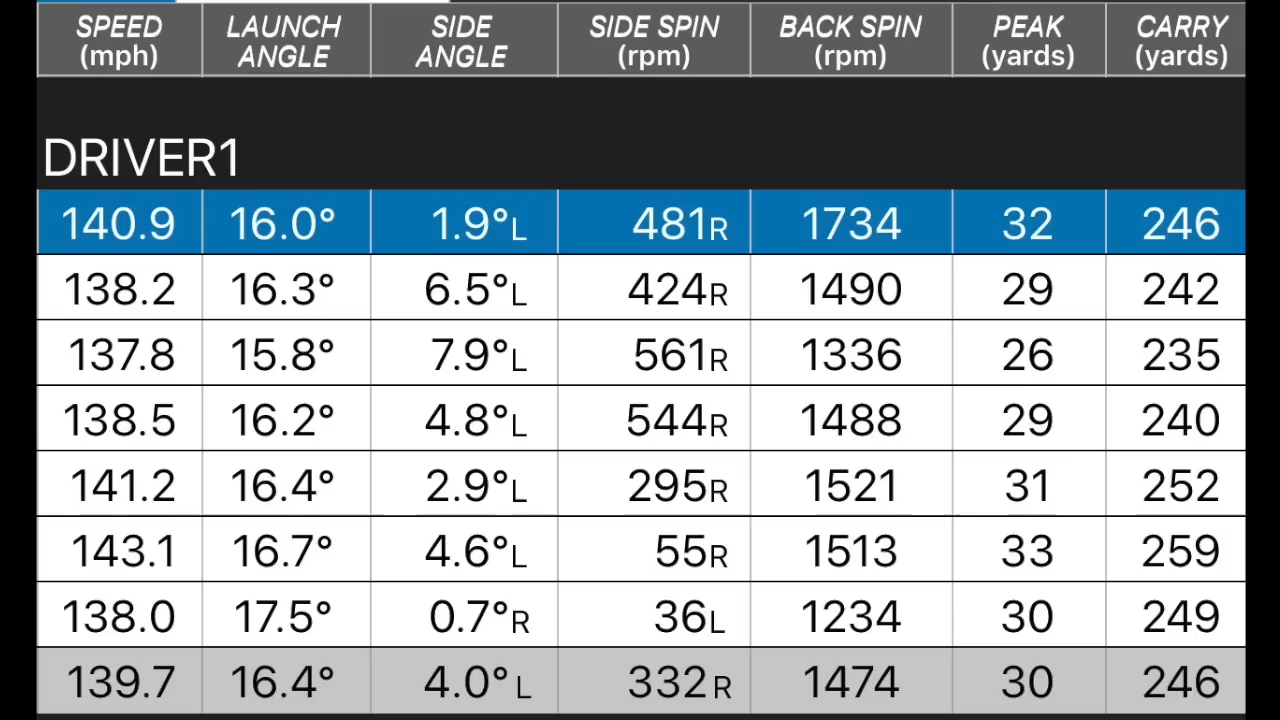 SPEED (mph) LAUNCH ANGLE SIDE ANGLE SIDE SPIN (rpm) BACK SPIN (rpm) PEAK (yards) CARRY (yards)
DRIVER1
140.9 16.0° 1.9°L 481R 1734 32 246
138.2 16.3° 6.5°L 424R 1490 29 242
137.8 15.8° 7.9°L 561R 1336 26 235
138.5 16.2° 4.8°L 544R 1488 29 240
141.2 16.4° 2.9°L 295R 1521 31 252
143.1 16.7° 4.6°L 55R 1513 33 259
138.0 17.5° 0.7°R 36L 1234 30 249
139.7 16.4° 4.0° L 332 R 1474 30 246